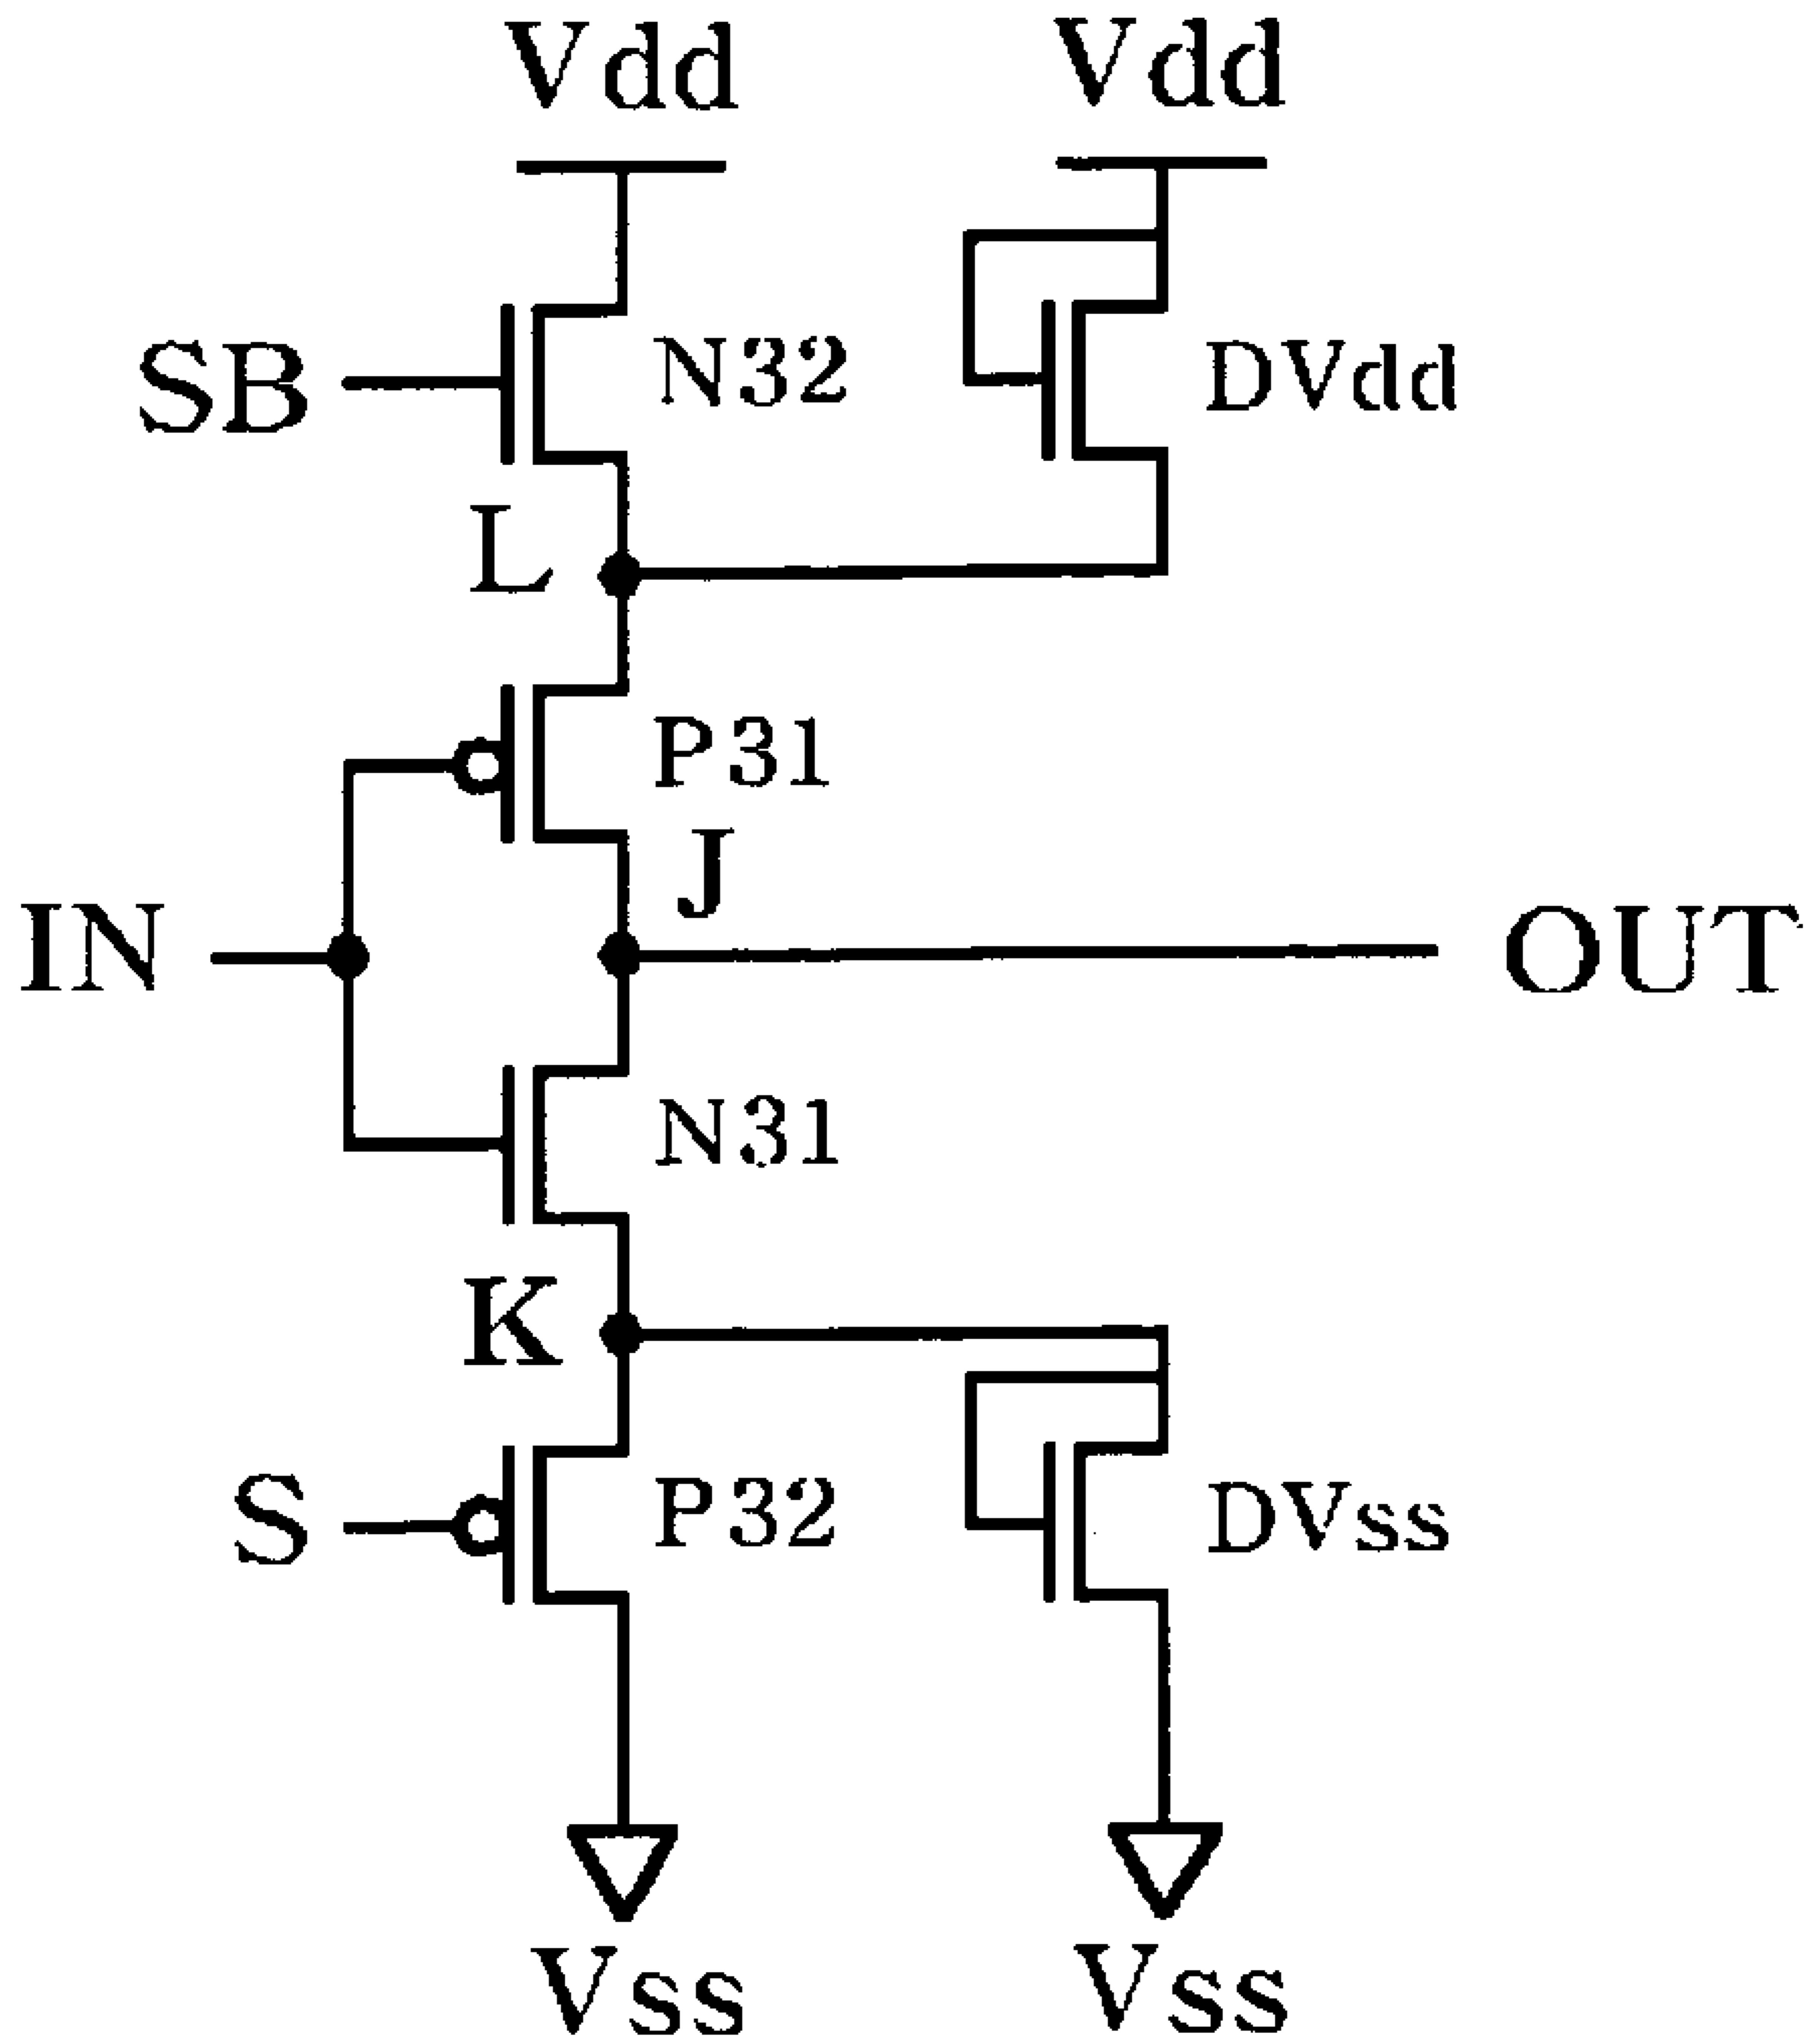 Vdd Vdd
SB N32 DVdd
L
P31
J
IN OUT
N31
K
S P32 DVss
Vss Vss